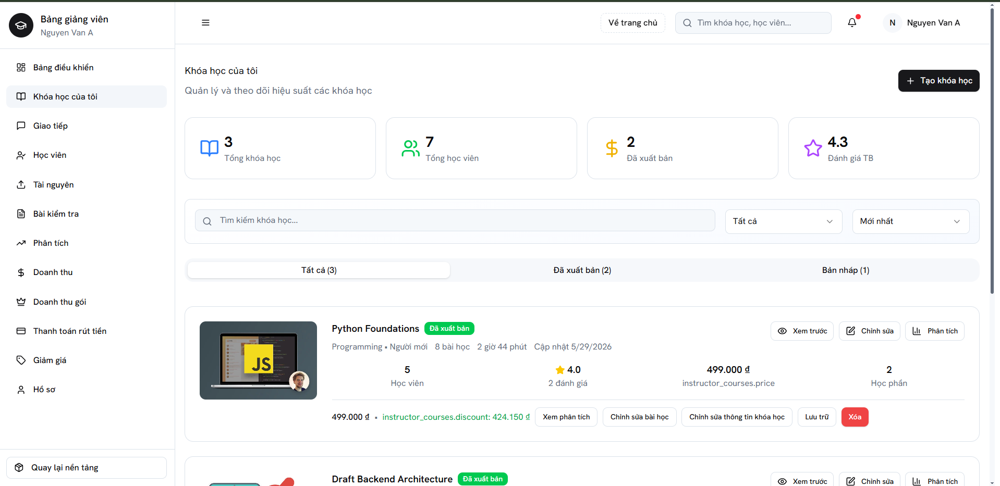 Bảng giảng viên
Nguyen Van A
Bảng điều khiển
Khóa học của tôi
Giao tiếp
Học viên
Tài nguyên
Bài kiểm tra
Phân tích
Doanh thu
Doanh thu gói
Thanh toán rút tiền
Giảm giá
Hồ sơ
Quay lại nền tảng
Về trang chủ
Tìm khóa học, học viên...
N
Nguyen Van A
Khóa học của tôi
Quản lý và theo dõi hiệu suất các khóa học
Tạo khóa học
3
Tổng khóa học
7
Tổng học viên
2
Đã xuất bản
4.3
Đánh giá TB
Tìm kiếm khóa học...
Tất cả
Mới nhất
Tất cả (3)
Đã xuất bản (2)
Bản nháp (1)
JS
Python Foundations
Đã xuất bản
Xem trước
Chỉnh sửa
Phân tích
Programming • Người mới 8 bài học 2 giờ 44 phút Cập nhật 5/29/2026
5
Học viên
4.0
2 đánh giá
499.000 ₫
instructor_courses.price
2
Học phần
499.000 ₫ • instructor_courses.discount: 424.150 ₫
Xem phân tích
Chỉnh sửa bài học
Chỉnh sửa thông tin khóa học
Lưu trữ
Xóa
Draft Backend Architecture
Đã xuất bản
Xem trước
Chỉnh sửa
Phân tích